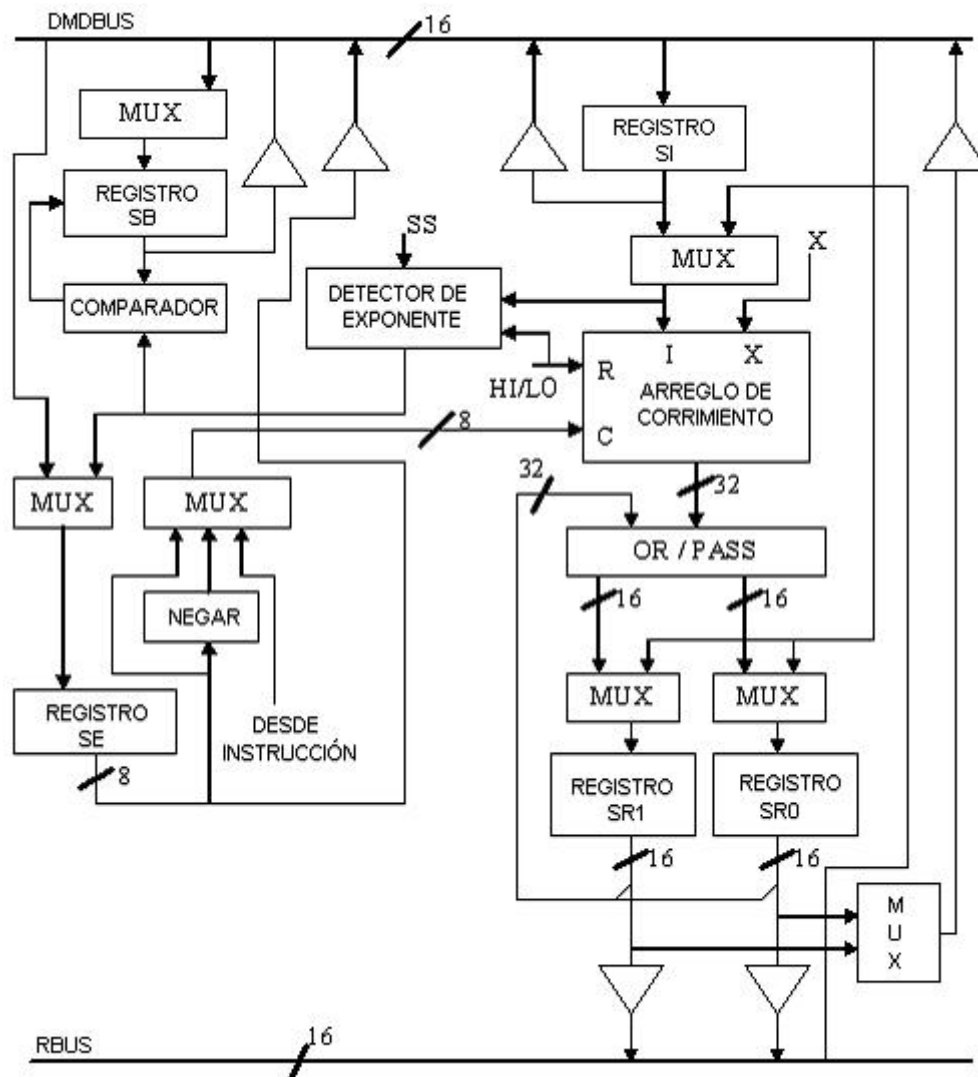 DMDBUS
16
MUX
REGISTRO
SI
REGISTRO
SB
SS
MUX
X
COMPARADOR
DETECTOR DE
EXPONENTE
I
X
R
HI/LO
ARREGLO DE
CORRIMIENTO
8
C
32
32
MUX
MUX
OR / PASS
16
16
NEGAR
MUX
MUX
REGISTRO
SE
DESDE
INSTRUCCIÓN
8
REGISTRO
SR1
REGISTRO
SR0
16
16
M
U
X
RBUS
16